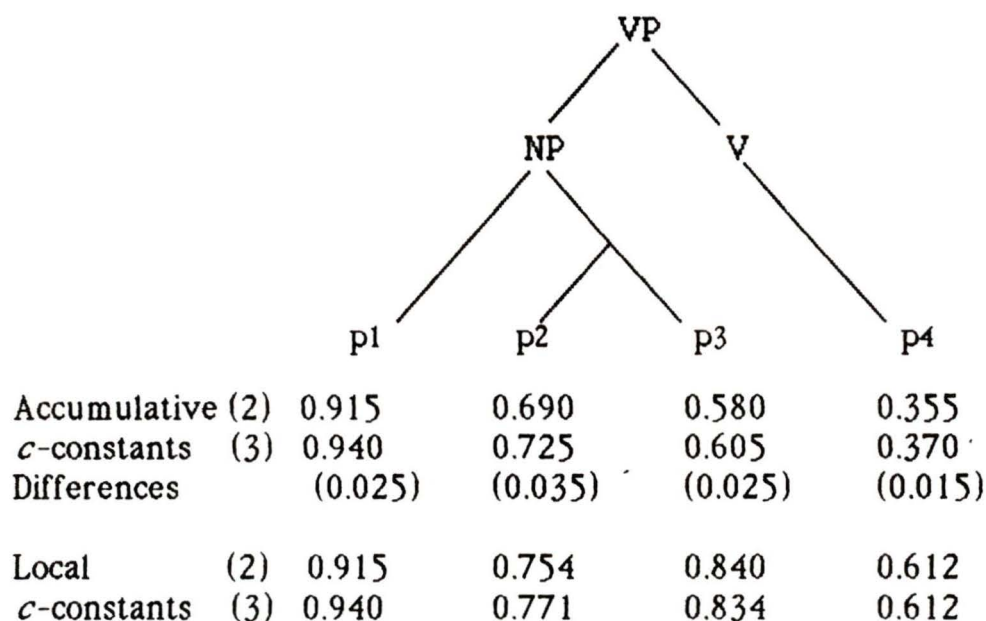 VP
NP V
p1 p2 p3 p4
Accumulative (2) 0.915 0.690 0.580 0.355
c-constants (3) 0.940 0.725 0.605 0.370
Differences (0.025) (0.035) (0.025) (0.015)
Local (2) 0.915 0.754 0.840 0.612
c-constants (3) 0.940 0.771 0.834 0.612